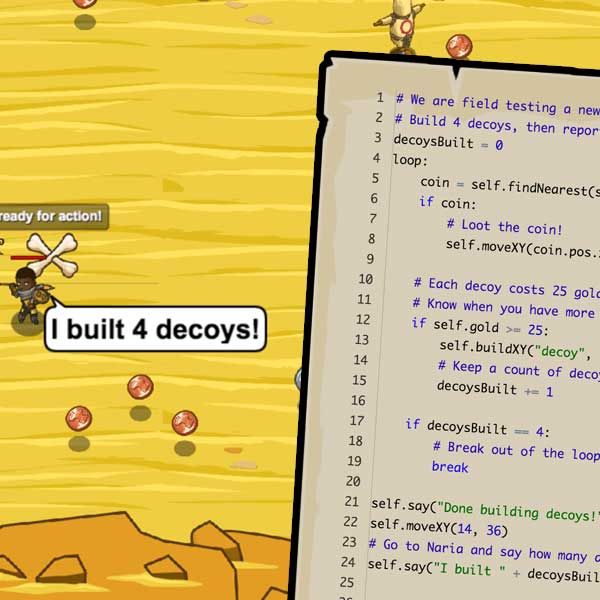 ready for action!
I built 4 decoys!
1 # We are field testing a new
2 # Build 4 decoys, then repor
3 decoysBuilt = 0
4 loop:
5 coin = self.findNearest(s
6 if coin:
7 # Loot the coin!
8 self.moveXY(coin.pos.
9
10 # Each decoy costs 25 gold
11 # Know when you have more
12 if self.gold >= 25:
13 self.buildXY("decoy",
14 # Keep a count of decoy
15 decoysBuilt += 1
16
17 if decoysBuilt == 4:
18 # Break out of the loop
19 break
20
21 self.say("Done building decoys!"
22 self.moveXY(14, 36)
23 # Go to Naria and say how many d
24 self.say("I built " + decoysBuil
25